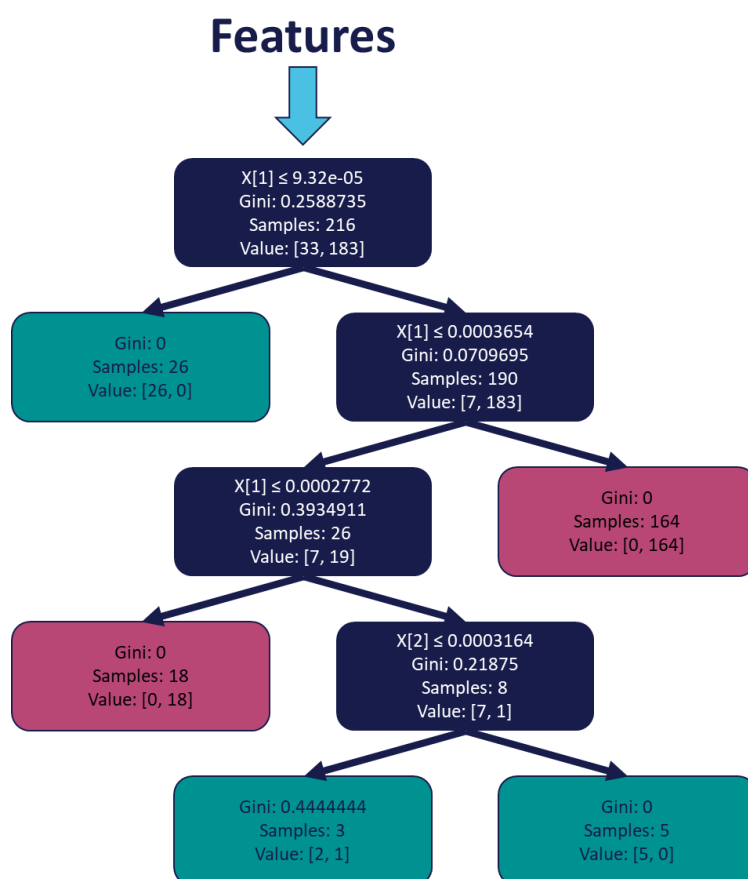 Features
X[1] ≤ 9.32e-05
Gini: 0.2588735
Samples: 216
Value: [33, 183]
Gini: 0
Samples: 26
Value: [26, 0]
X[1] ≤ 0.0003654
Gini: 0.0709695
Samples: 190
Value: [7, 183]
X[1] ≤ 0.0002772
Gini: 0.3934911
Samples: 26
Value: [7, 19]
Gini: 0
Samples: 164
Value: [0, 164]
Gini: 0
Samples: 18
Value: [0, 18]
X[2] ≤ 0.0003164
Gini: 0.21875
Samples: 8
Value: [7, 1]
Gini: 0.4444444
Samples: 3
Value: [2, 1]
Gini: 0
Samples: 5
Value: [5, 0]